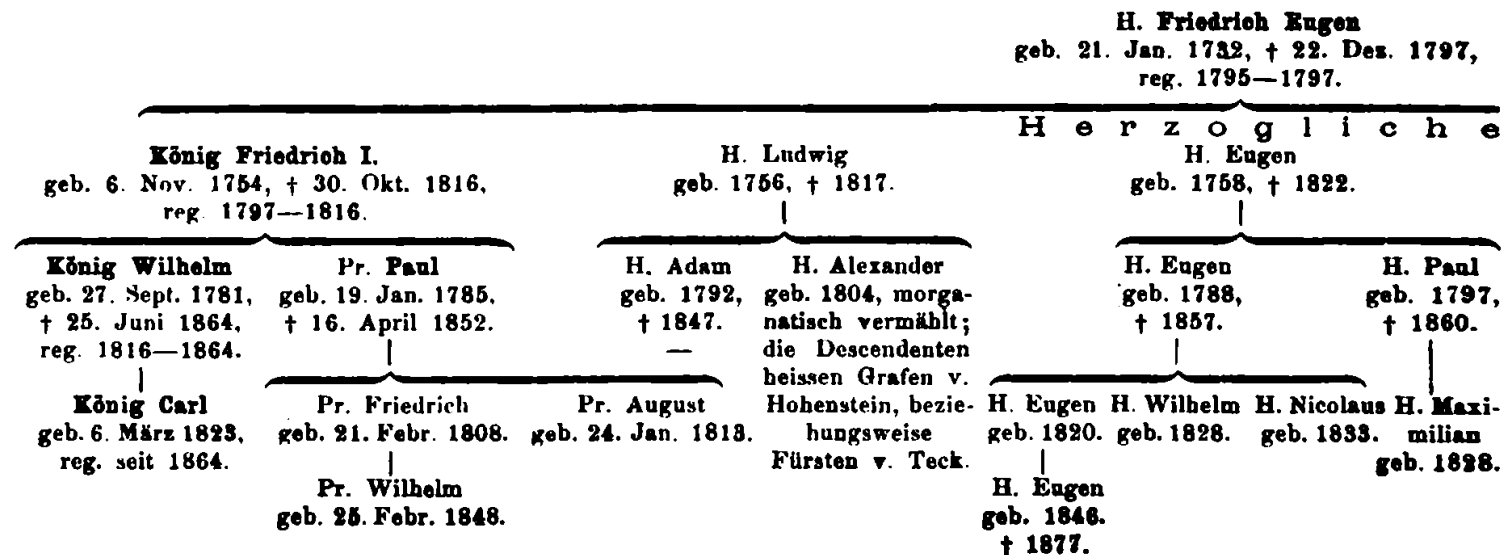 H. Friedrich Eugen
geb. 21. Jan. 1732, † 22. Dez. 1797,
reg. 1795—1797.
Herzogliche
König Friedrich I.
geb. 6. Nov. 1754, † 30. Okt. 1816,
reg. 1797—1816.
H. Ludwig
geb. 1756, † 1817.
H. Eugen
geb. 1758, † 1822.
König Wilhelm
geb. 27. Sept. 1781,
† 25. Juni 1864,
reg. 1816—1864.
Pr. Paul
geb. 19. Jan. 1785,
† 16. April 1852.
H. Adam
geb. 1792,
† 1847.
—
H. Alexander
geb. 1804, morga-
natisch vermählt;
die Descendenten
heissen Grafen v.
Hohenstein, bezie-
hungsweise
Fürsten v. Teck.
H. Eugen
geb. 1788,
† 1857.
H. Paul
geb. 1797,
† 1860.
König Carl
geb. 6. März 1823,
reg. seit 1864.
Pr. Friedrich
geb. 21. Febr. 1808.
Pr. August
geb. 24. Jan. 1813.
H. Eugen
geb. 1820.
H. Wilhelm
geb. 1828.
H. Nicolaus
geb. 1833.
H. Maxi-
milian
geb. 1828.
Pr. Wilhelm
geb. 25. Febr. 1848.
H. Eugen
geb. 1846.
† 1877.